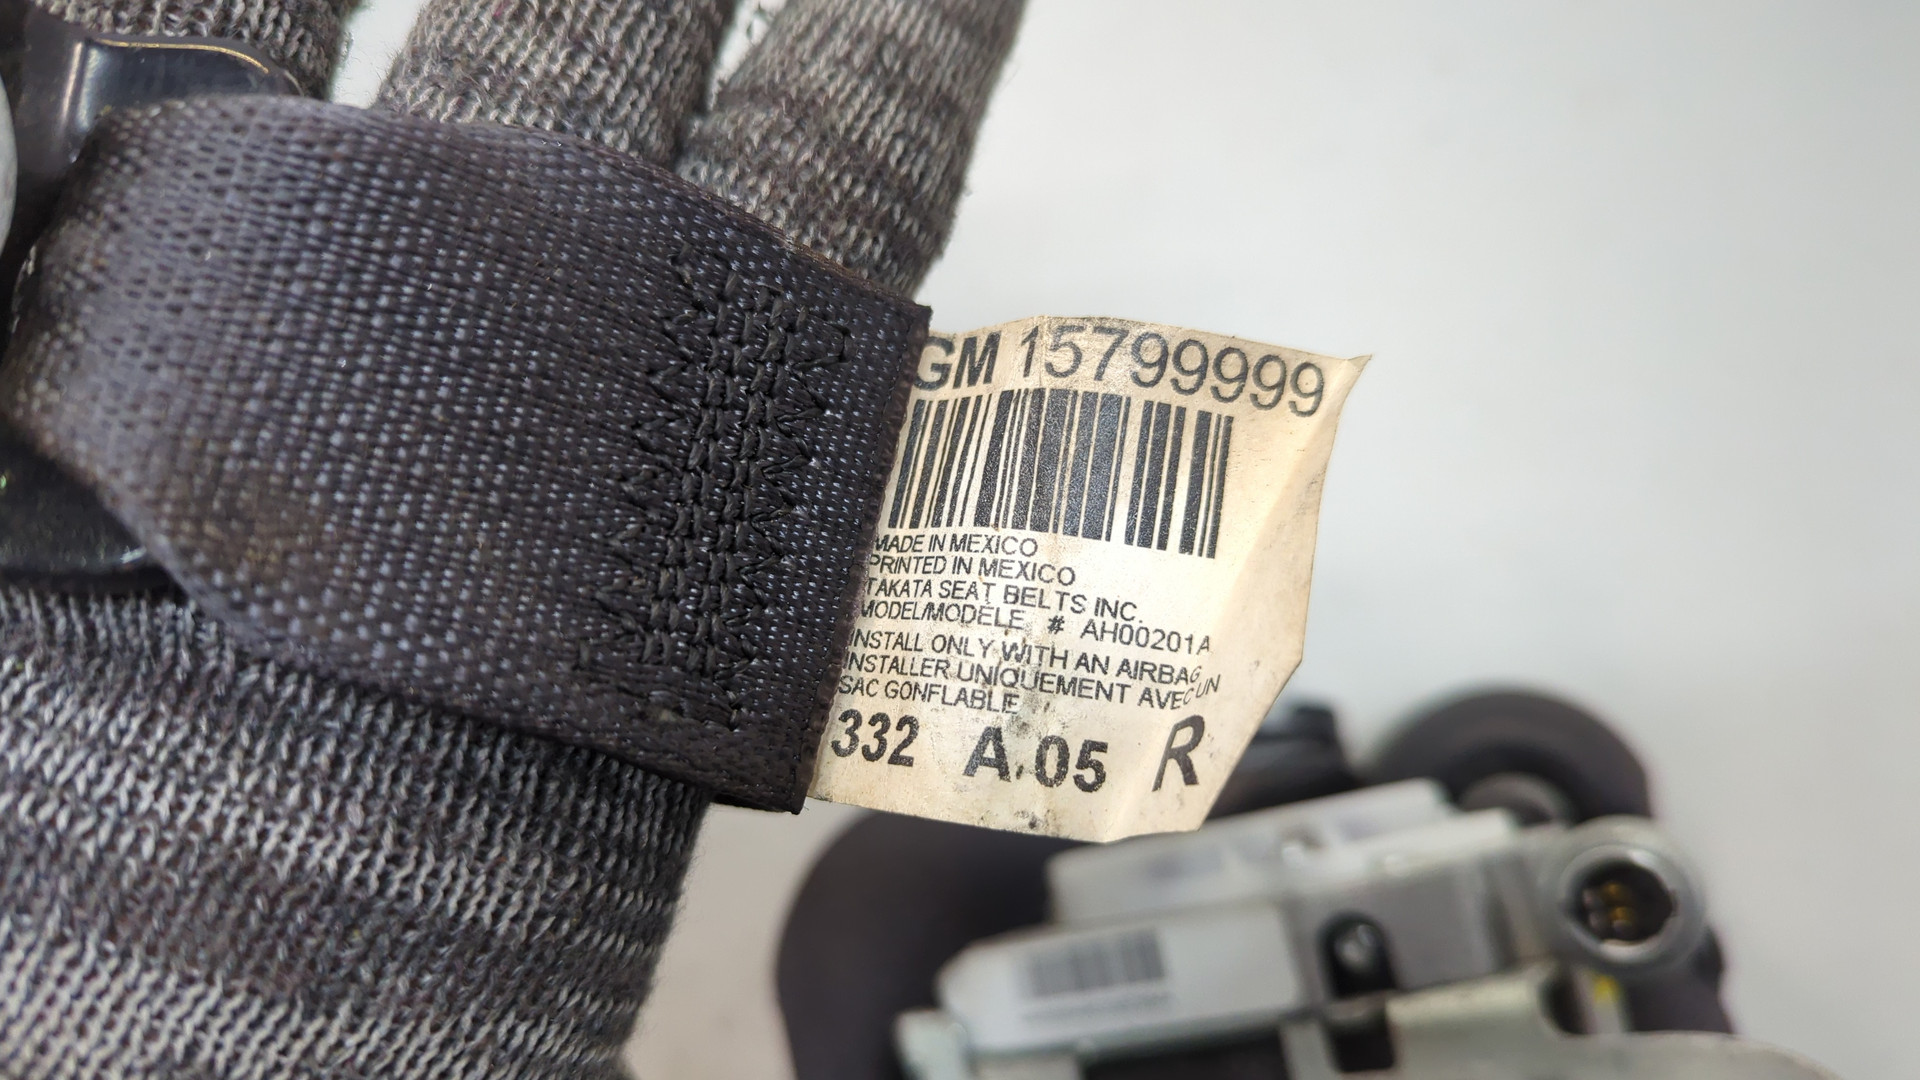 GM 15799999
MADE IN MEXICO
PRINTED IN MEXICO
TAKATA SEAT BELTS INC.
MODEL/MODÈLE # AH00201A
INSTALL ONLY WITH AN AIRBAG
INSTALLER UNIQUEMENT AVEC UN
SAC GONFLABLE
332 A.05 R